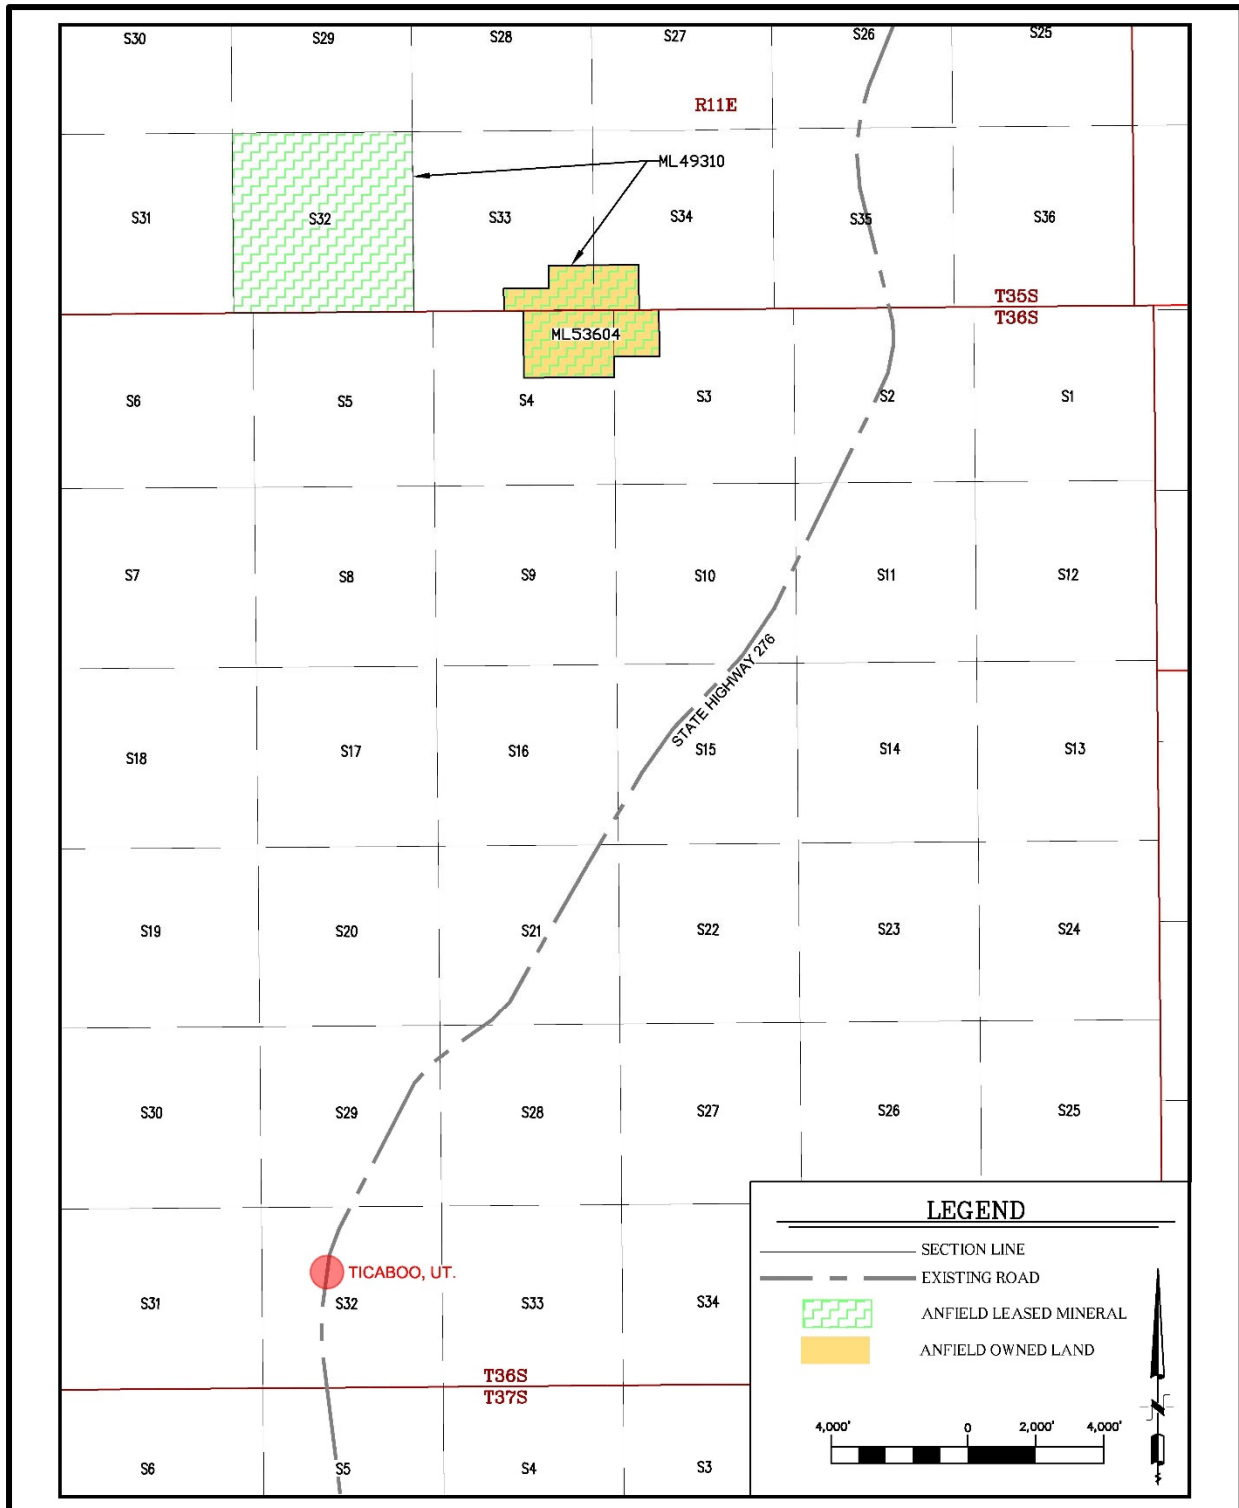 S30 S29 S28 S27 S26 S25
R11E
ML49310
S31 S32 S33 S34 S35 S36
T35S
T36S
ML53604
S6 S5 S4 S3 S2 S1
S7 S8 S9 S10 S11 S12
STATE HIGHWAY 276
S18 S17 S16 S15 S14 S13
S19 S20 S21 S22 S23 S24
S30 S29 S28 S27 S26 S25
TICABOO, UT.
S31 S32 S33 S34
T36S
T37S
S6 S5 S4 S3
LEGEND
SECTION LINE
EXISTING ROAD
ANFIELD LEASED MINERAL
ANFIELD OWNED LAND
4,000' 0 2,000' 4,000'
N